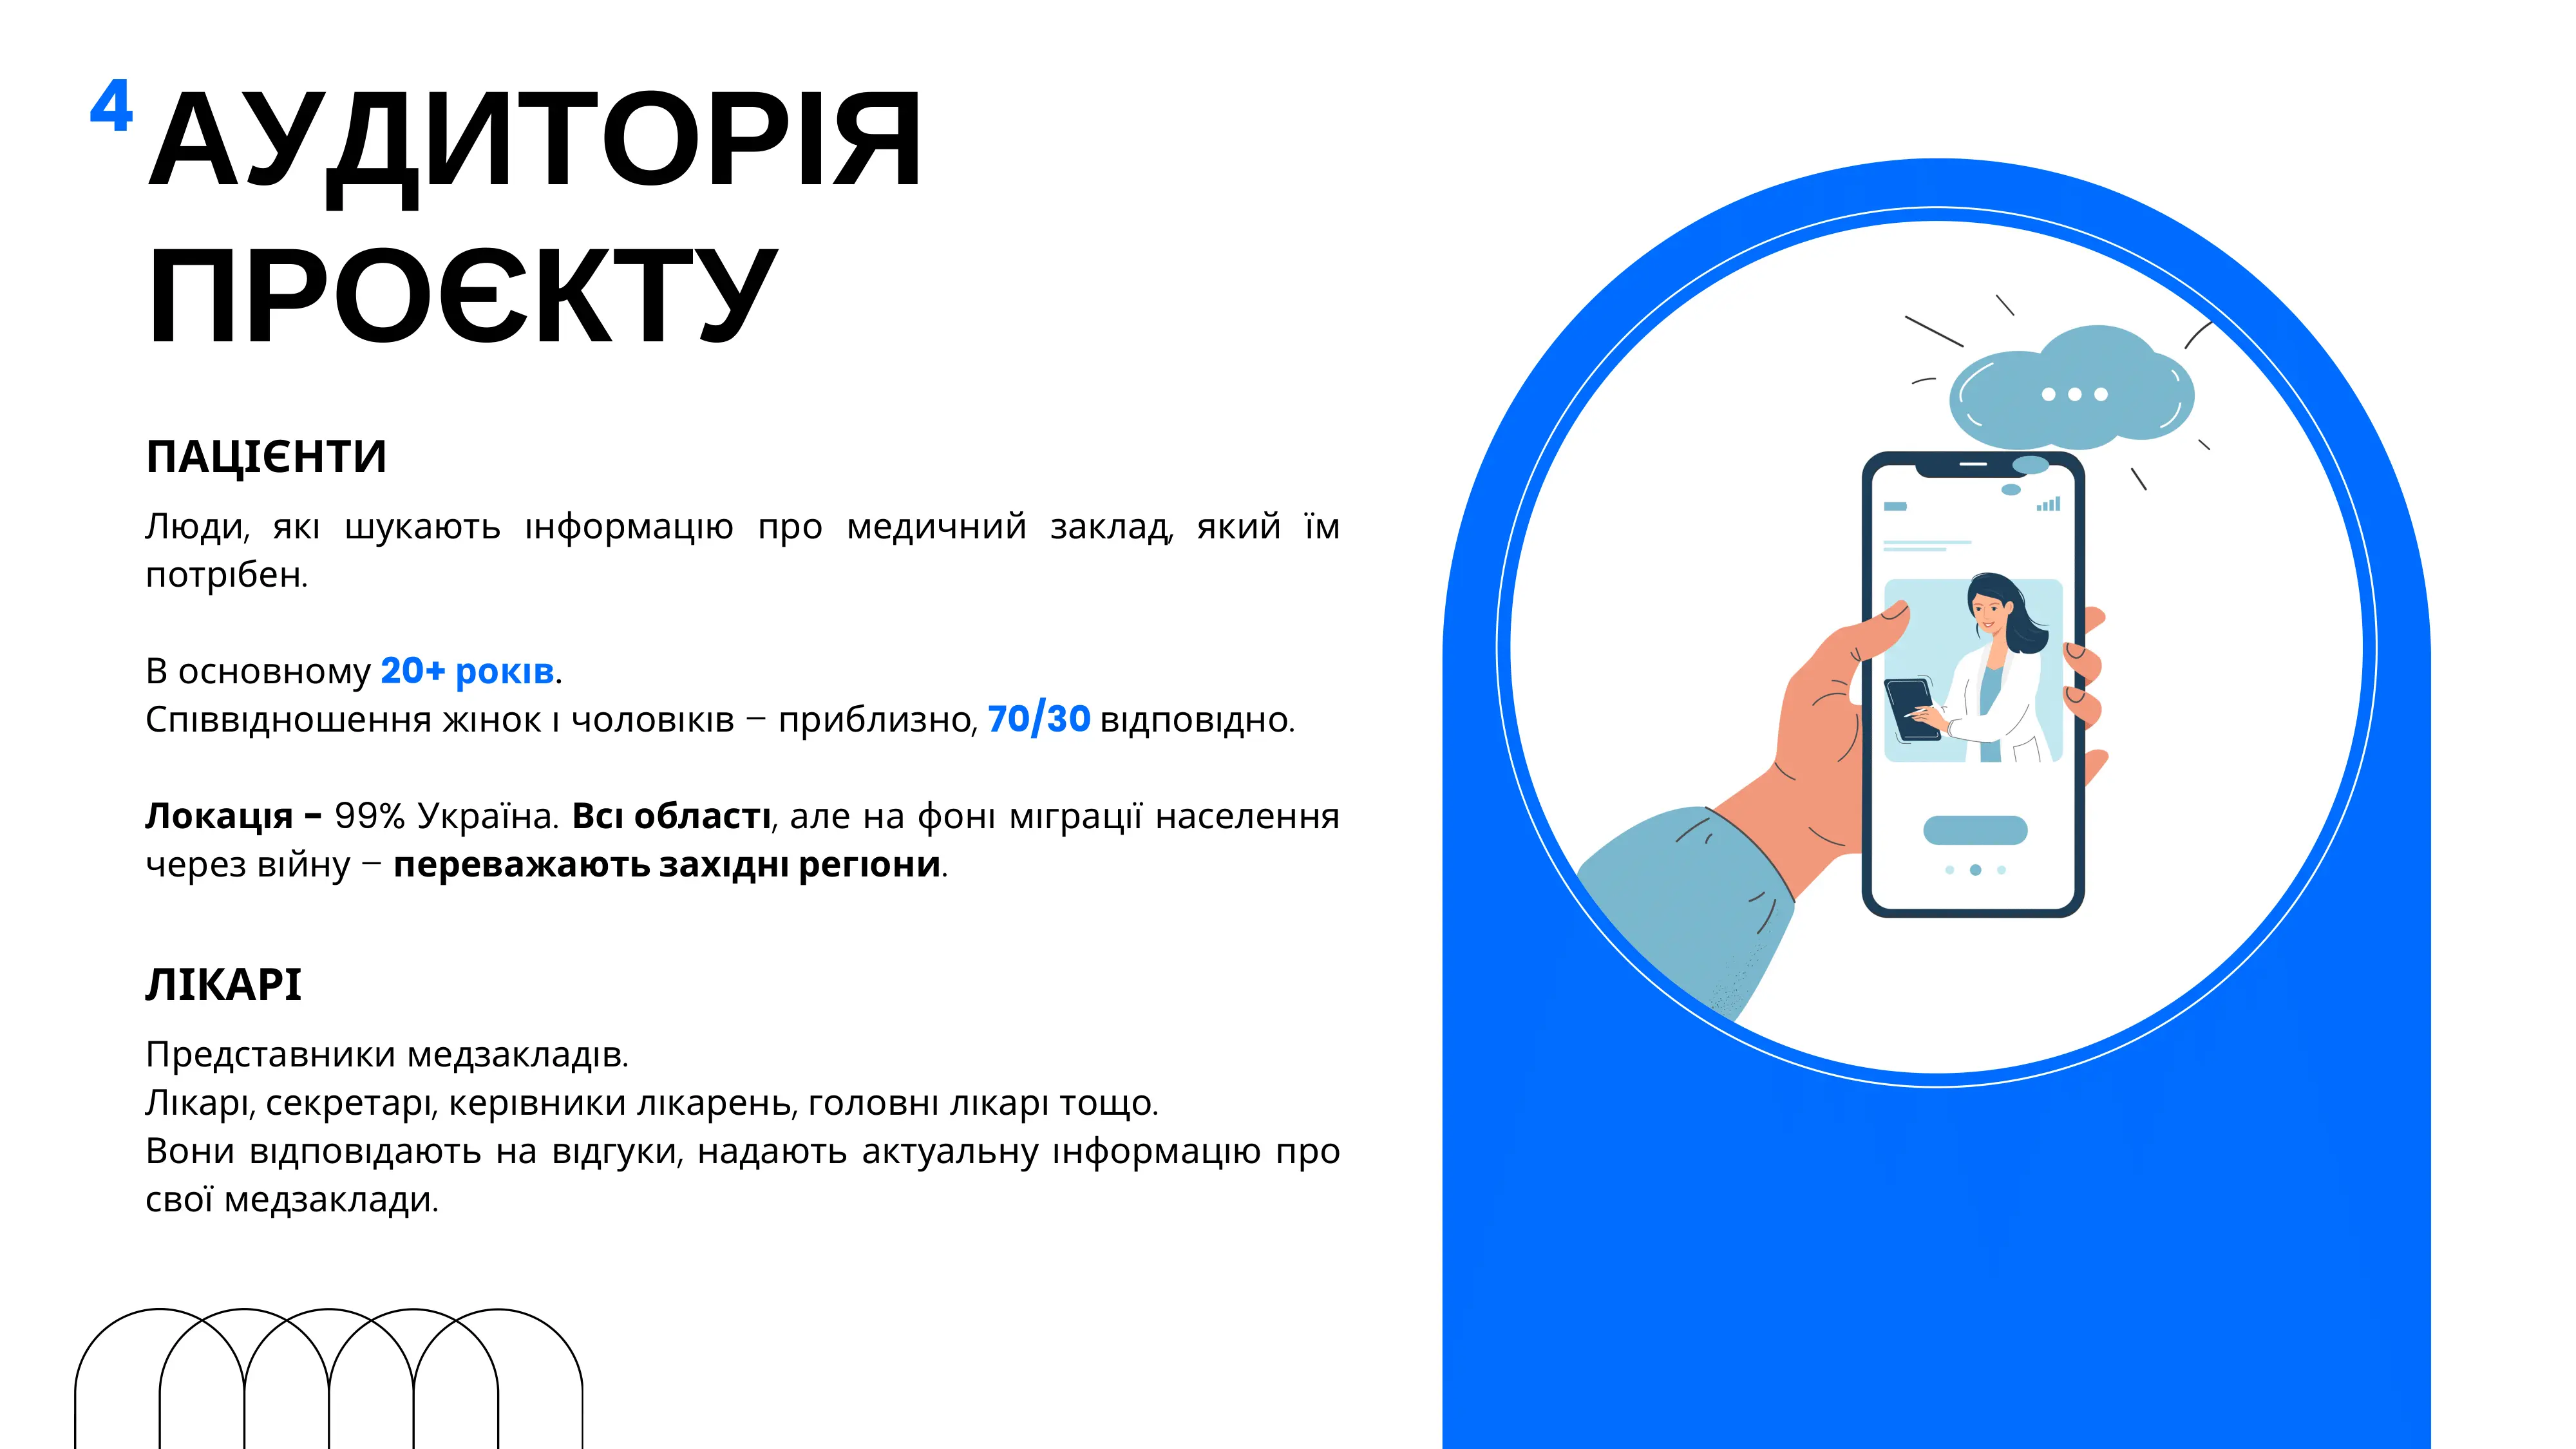 4
АУДИТОРІЯ
ПРОЄКТУ
ПАЦІЄНТИ
Люди, які шукають інформацію про медичний заклад, який їм
потрібен.
В основному 20+ років.
Співвідношення жінок і чоловіків – приблизно, 70/30 відповідно.
Локація – 99% Україна. Всі області, але на фоні міграції населення
через війну – переважають західні регіони.
ЛІКАРІ
Представники медзакладів.
Лікарі, секретарі, керівники лікарень, головні лікарі тощо.
Вони відповідають на відгуки, надають актуальну інформацію про
свої медзаклади.